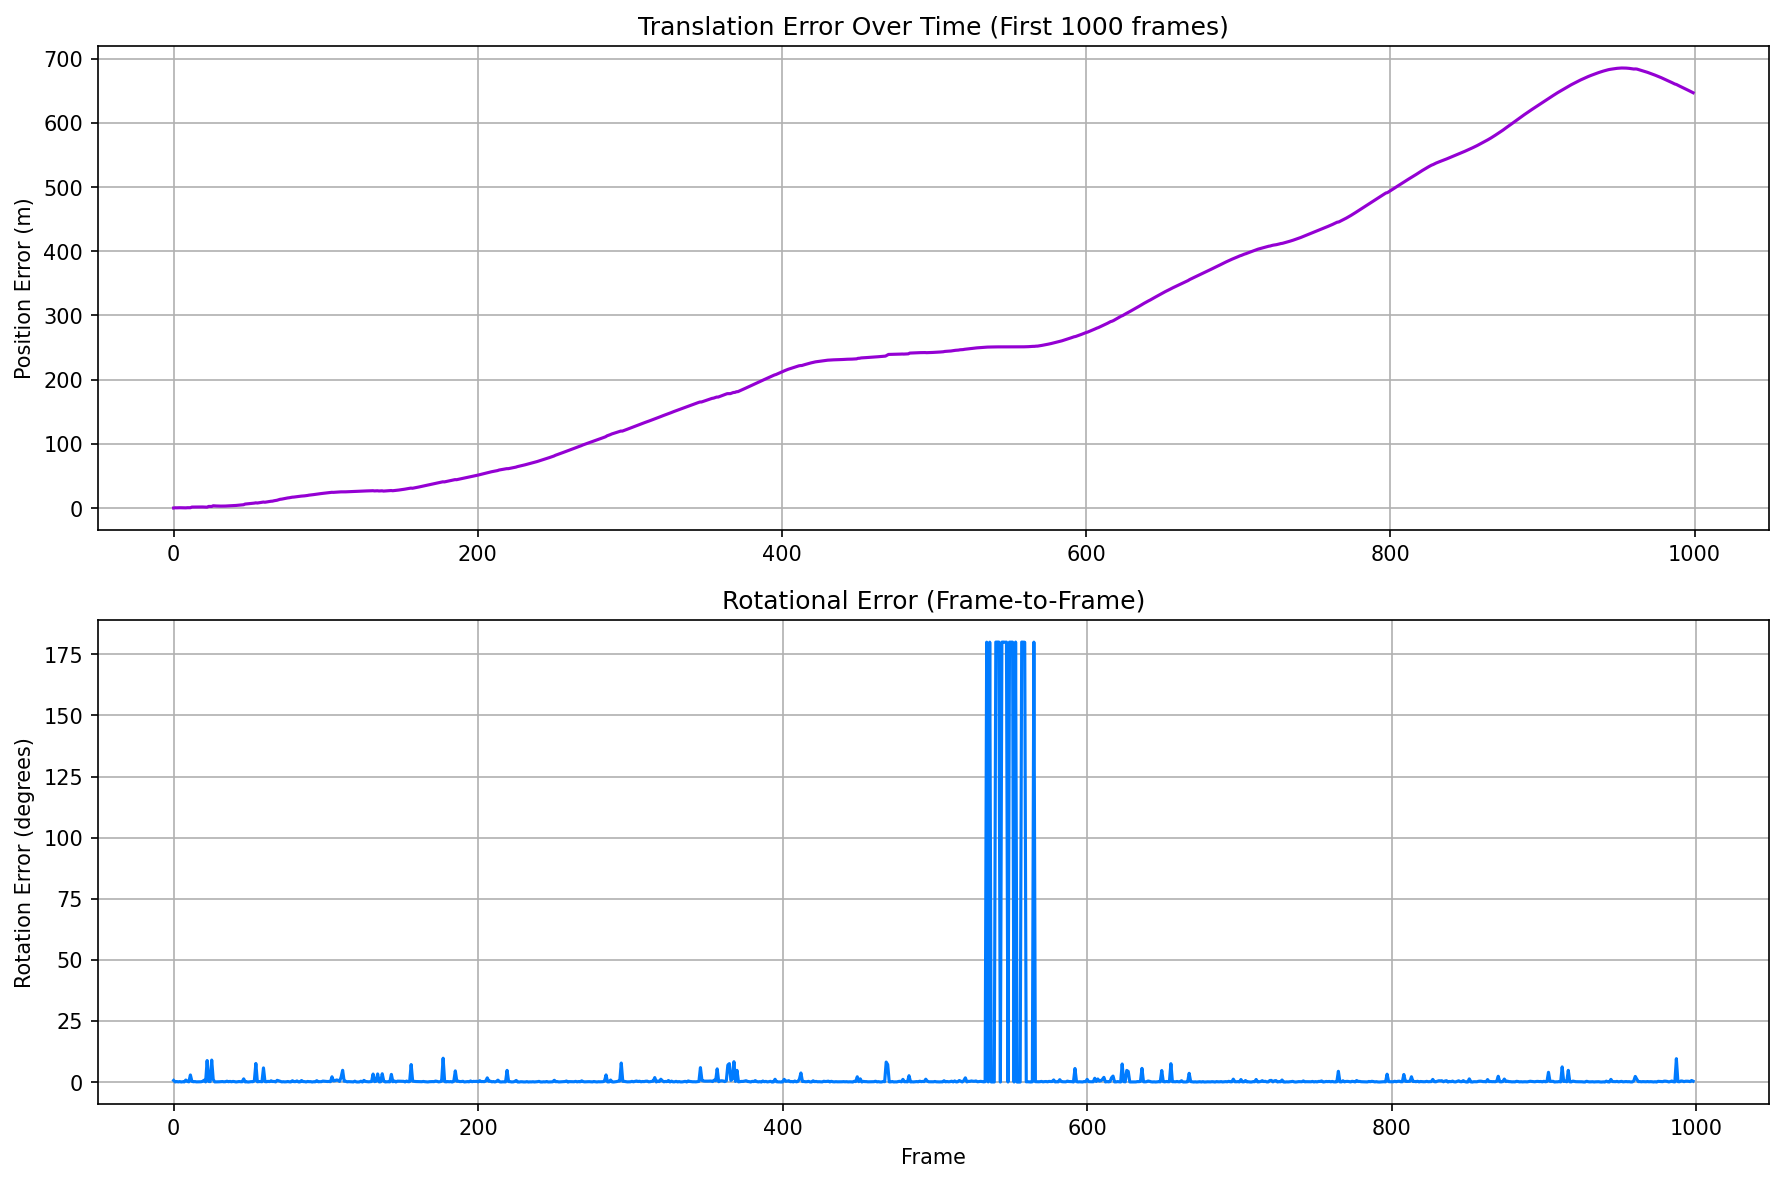 Translation Error Over Time (First 1000 frames)
Position Error (m)
700
600
500
400
300
200
100
0
0 200 400 600 800 1000
Rotational Error (Frame-to-Frame)
Rotation Error (degrees)
175
150
125
100
75
50
25
0
0 200 400 600 800 1000
Frame